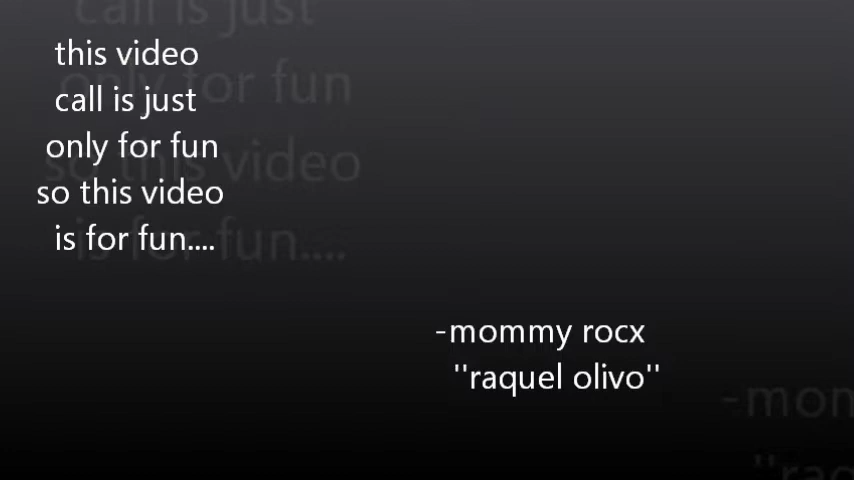 this video
call is just
only for fun
so this video
is for fun....
-mommy rocx
''raquel olivo''